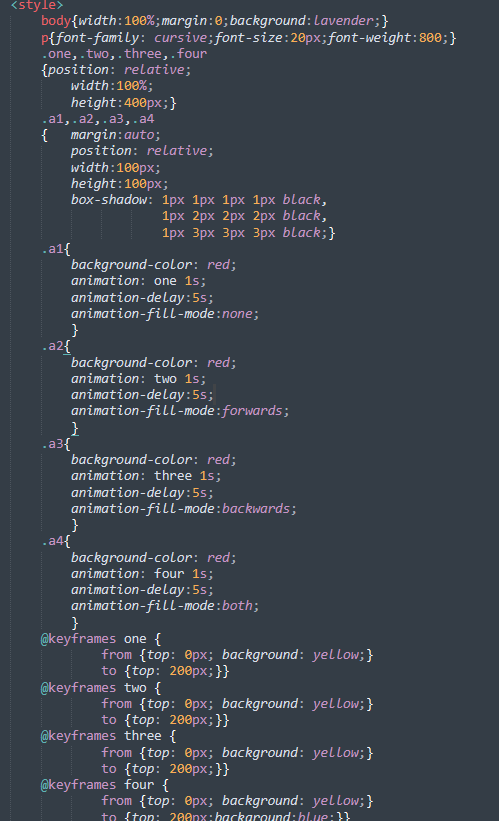 <style>
body{width:100%;margin:0;background:lavender;}
p{font-family: cursive;font-size:20px;font-weight:800;}
.one,.two,.three,.four
{position: relative;
width:100%;
height:400px;}
.a1,.a2,.a3,.a4
{ margin:auto;
position: relative;
width:100px;
height:100px;
box-shadow: 1px 1px 1px 1px black,
1px 2px 2px 2px black,
1px 3px 3px 3px black;}
.a1{
background-color: red;
animation: one 1s;
animation-delay:5s;
animation-fill-mode:none;
}
.a2{
background-color: red;
animation: two 1s;
animation-delay:5s;
animation-fill-mode:forwards;
}
.a3{
background-color: red;
animation: three 1s;
animation-delay:5s;
animation-fill-mode:backwards;
}
.a4{
background-color: red;
animation: four 1s;
animation-delay:5s;
animation-fill-mode:both;
}
@keyframes one {
from {top: 0px; background: yellow;}
to {top: 200px;}}
@keyframes two {
from {top: 0px; background: yellow;}
to {top: 200px;}}
@keyframes three {
from {top: 0px; background: yellow;}
to {top: 200px;}}
@keyframes four {
from {top: 0px; background: yellow;}
to {top: 200px;background:blue;}}